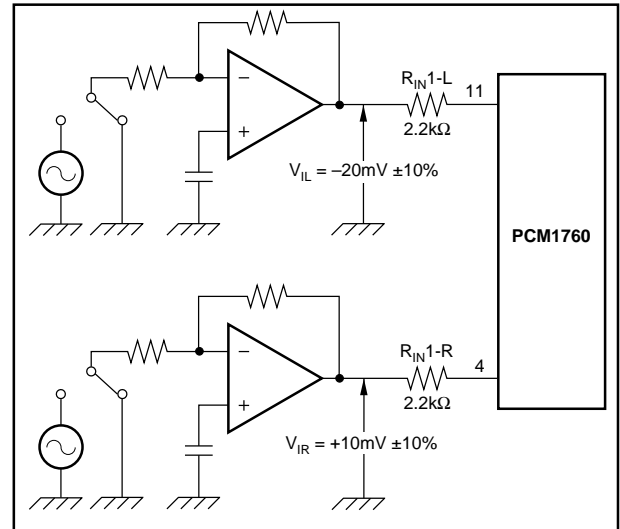 R_IN1-L
11
2.2kΩ
−
+
V_IL = –20mV ±10%
PCM1760
R_IN1-R
4
2.2kΩ
−
+
V_IR = +10mV ±10%